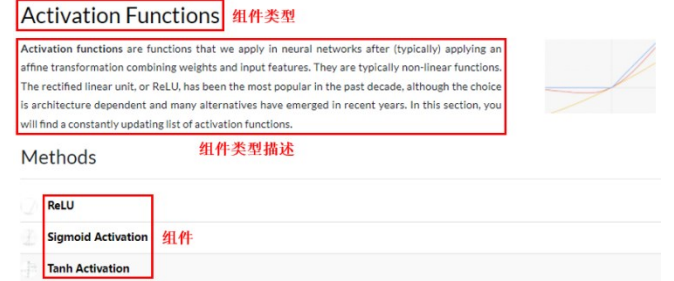 Activation Functions 组件类型
Activation functions are functions that we apply in neural networks after (typically) applying an
affine transformation combining weights and input features. They are typically non-linear functions.
The rectified linear unit, or ReLU, has been the most popular in the past decade, although the choice
is architecture dependent and many alternatives have emerged in recent years. In this section, you
will find a constantly updating list of activation functions.
组件类型描述
Methods
ReLU
Sigmoid Activation 组件
Tanh Activation